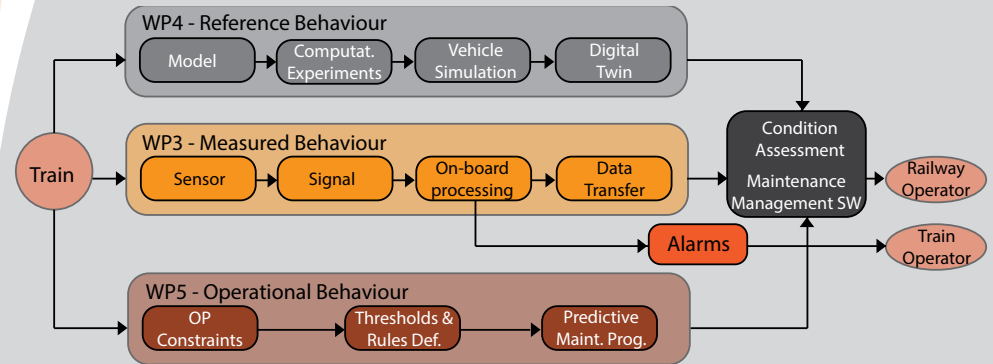 WP4 - Reference Behaviour
Model
Computat.
Experiments
Vehicle
Simulation
Digital
Twin
Train
WP3 - Measured Behaviour
Sensor
Signal
On-board
processing
Data
Transfer
Condition
Assessment
Maintenance
Management SW
Railway
Operator
Alarms
Train
Operator
WP5 - Operational Behaviour
OP
Constraints
Thresholds &
Rules Def.
Predictive
Maint. Prog.